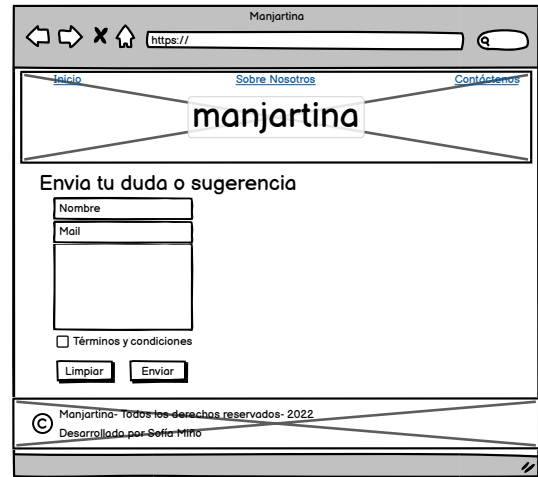 Manjartina
https://
Inicio Sobre Nosotros Contáctenos
manjartina
Envia tu duda o sugerencia
Nombre
Mail
Términos y condiciones
Limpiar Enviar
© Manjartina- Todos los derechos reservados- 2022
Desarrollado por Sofía Miño